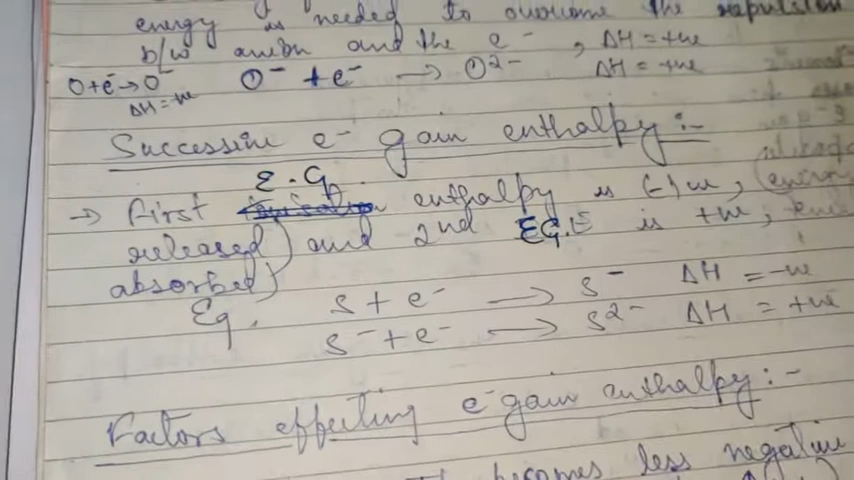 energy is needed to overcome the repulsion
b/w anion and the e⁻ , ΔH = +ve
O+e⁻→O⁻ O⁻ + e⁻ → O²⁻ ΔH = +ve
ΔH = -ve
Successive e⁻ gain enthalpy :-
E.G
→ First enthalpy is (-)ve, (energy
released) and 2nd EG.E is +ve,
absorbed)
Eg. S + e⁻ → S⁻ ΔH = -ve
S⁻ + e⁻ → S²⁻ ΔH = +ve
Factors effecting e⁻ gain enthalpy :-
becomes less negative